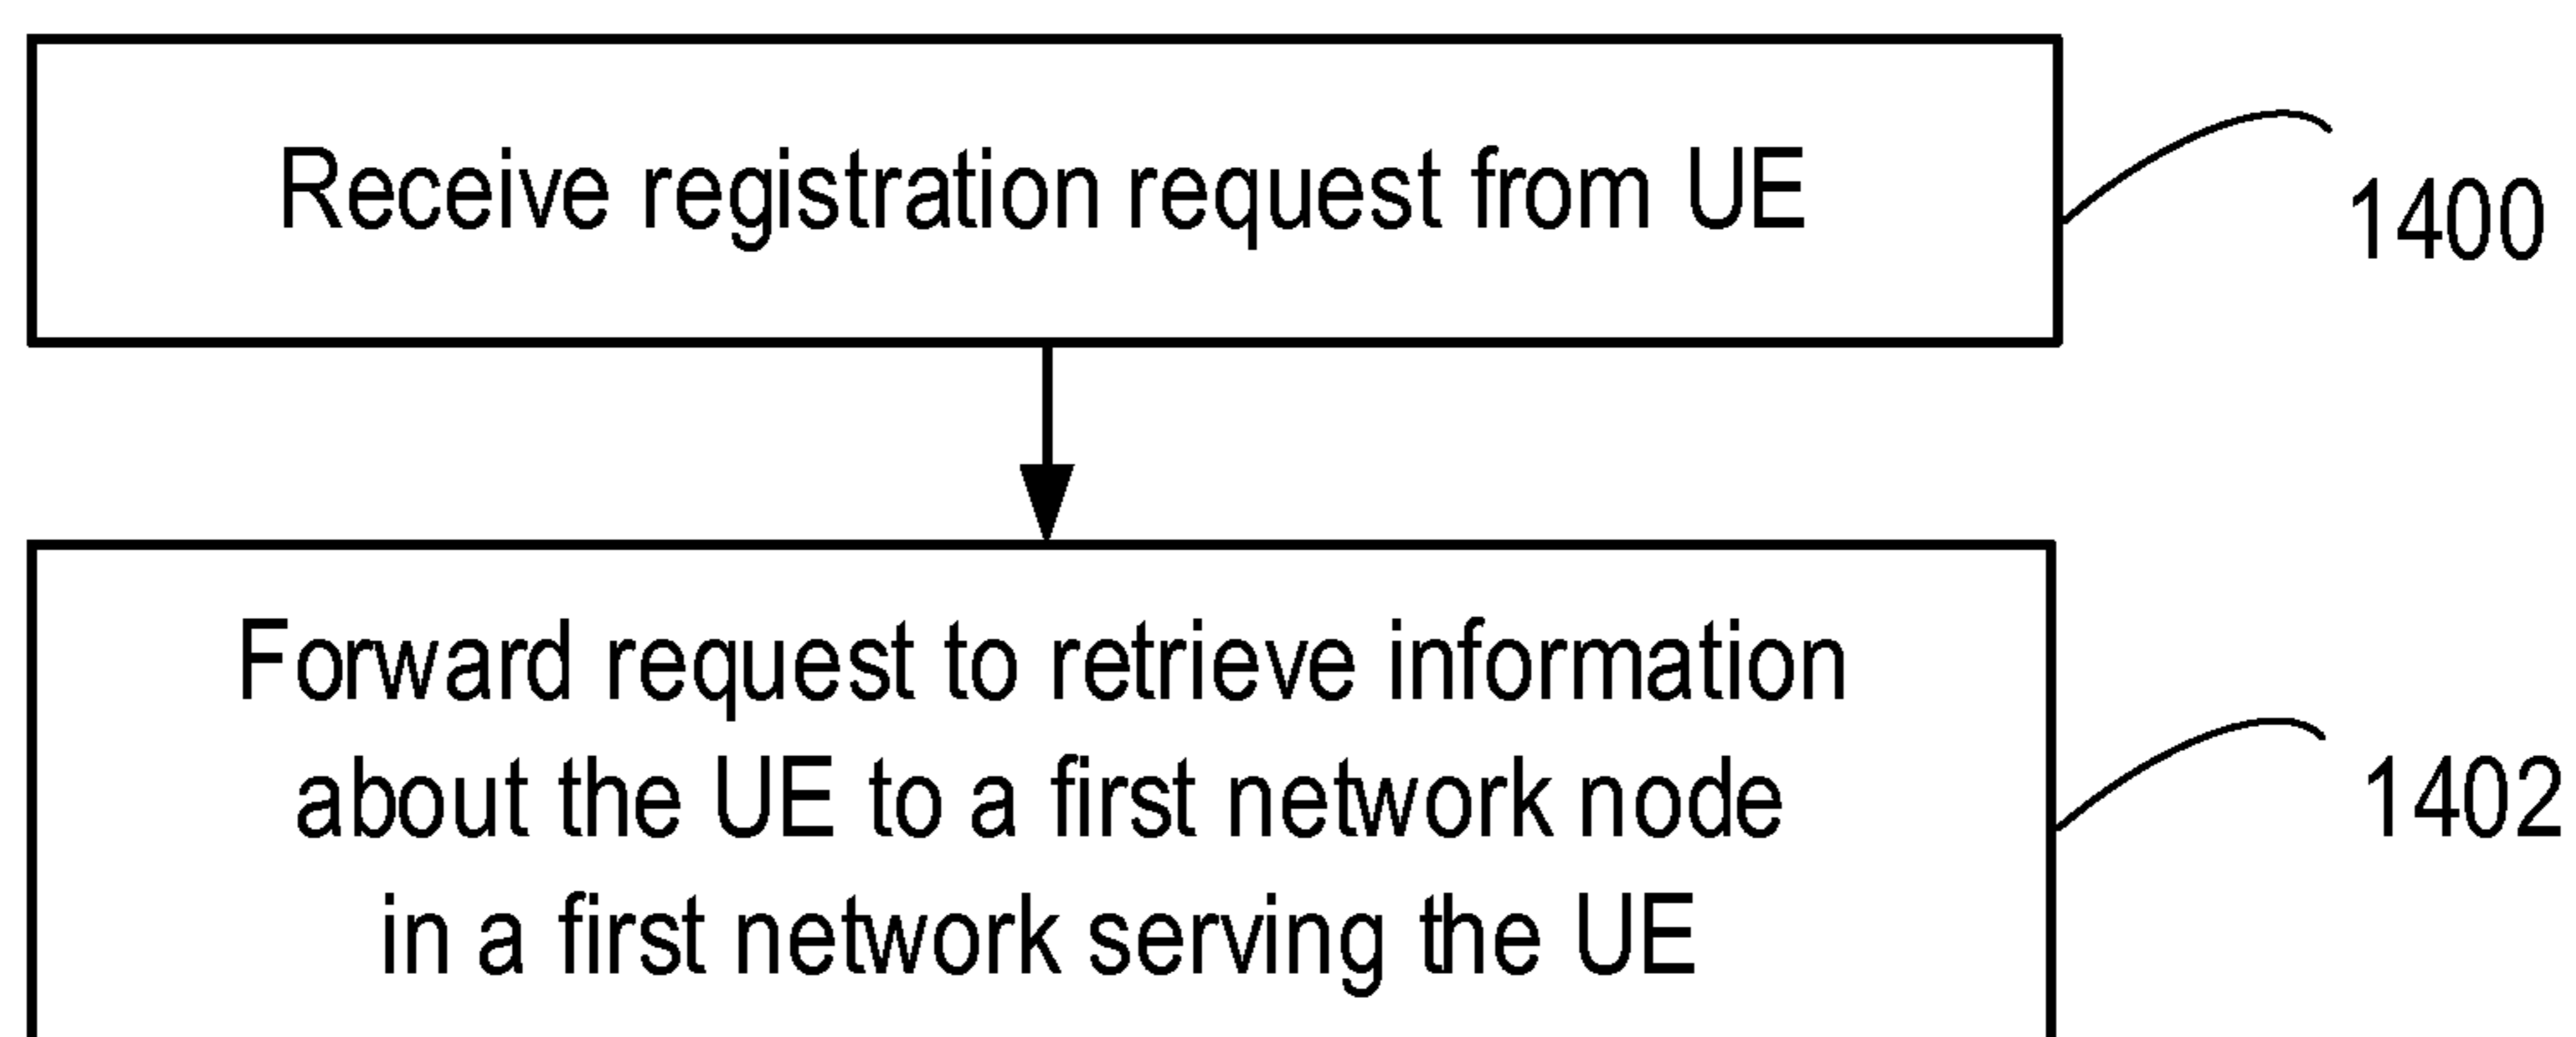 Receive registration request from UE
1400
Forward request to retrieve information
about the UE to a first network node
in a first network serving the UE
1402